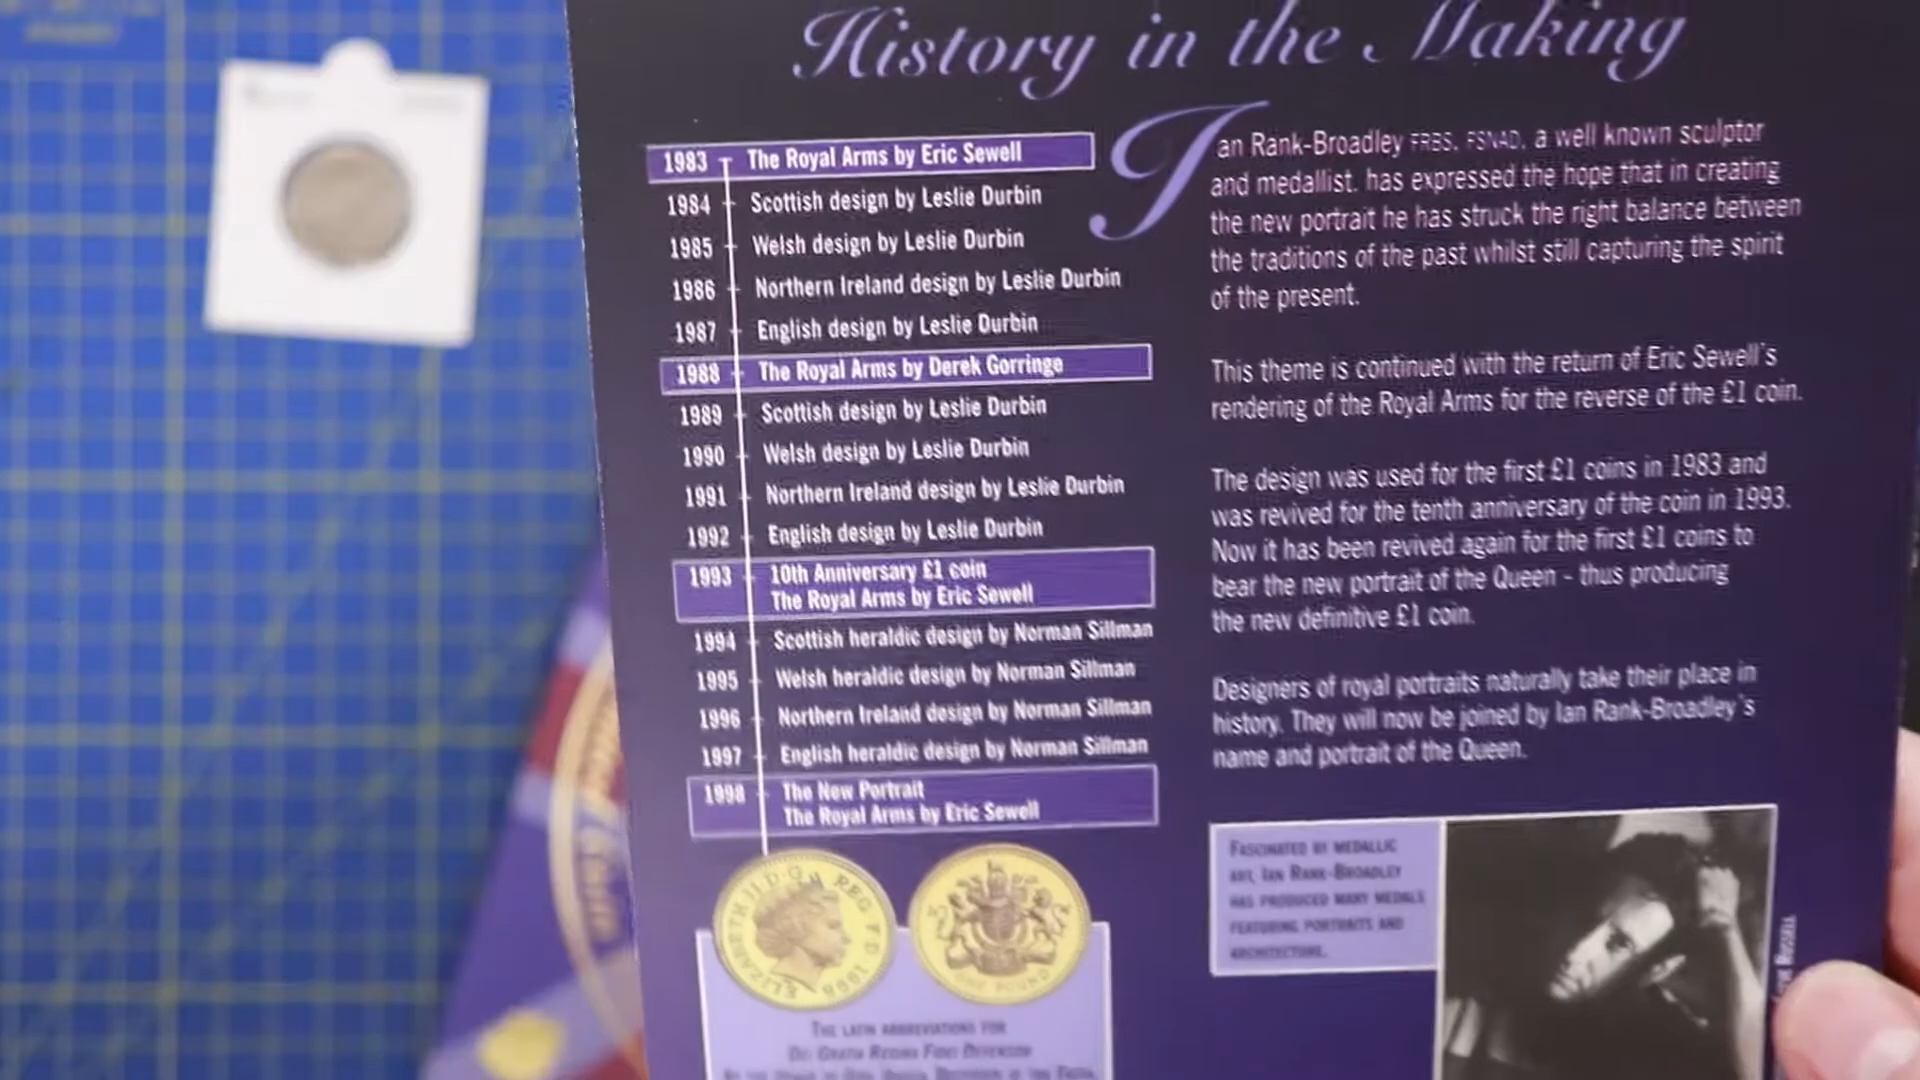 History in the Making
1983 The Royal Arms by Eric Sewell
1984 Scottish design by Leslie Durbin
1985 Welsh design by Leslie Durbin
1986 Northern Ireland design by Leslie Durbin
1987 English design by Leslie Durbin
1988 The Royal Arms by Derek Gorringe
1989 Scottish design by Leslie Durbin
1990 Welsh design by Leslie Durbin
1991 Northern Ireland design by Leslie Durbin
1992 English design by Leslie Durbin
1993 10th Anniversary £1 coin
The Royal Arms by Eric Sewell
1994 Scottish heraldic design by Norman Sillman
1995 Welsh heraldic design by Norman Sillman
1996 Northern Ireland design by Norman Sillman
1997 English heraldic design by Norman Sillman
1998 The New Portrait
The Royal Arms by Eric Sewell
ELIZABETH II D·G REG F D 1998
ONE POUND
THE LATIN ABBREVIATIONS FOR
DEI GRATIA REGINA FIDEI DEFENSOR
Ian Rank-Broadley FRBS, FSNAD, a well known sculptor
and medallist, has expressed the hope that in creating
the new portrait he has struck the right balance between
the traditions of the past whilst still capturing the spirit
of the present.
This theme is continued with the return of Eric Sewell's
rendering of the Royal Arms for the reverse of the £1 coin.
The design was used for the first £1 coins in 1983 and
was revived for the tenth anniversary of the coin in 1993.
Now it has been revived again for the first £1 coins to
bear the new portrait of the Queen - thus producing
the new definitive £1 coin.
Designers of royal portraits naturally take their place in
history. They will now be joined by Ian Rank-Broadley's
name and portrait of the Queen.
FASCINATED BY MEDALLIC
ART, IAN RANK-BROADLEY
HAS PRODUCED MANY MEDALS
FEATURING PORTRAITS AND
ARCHITECTURE.